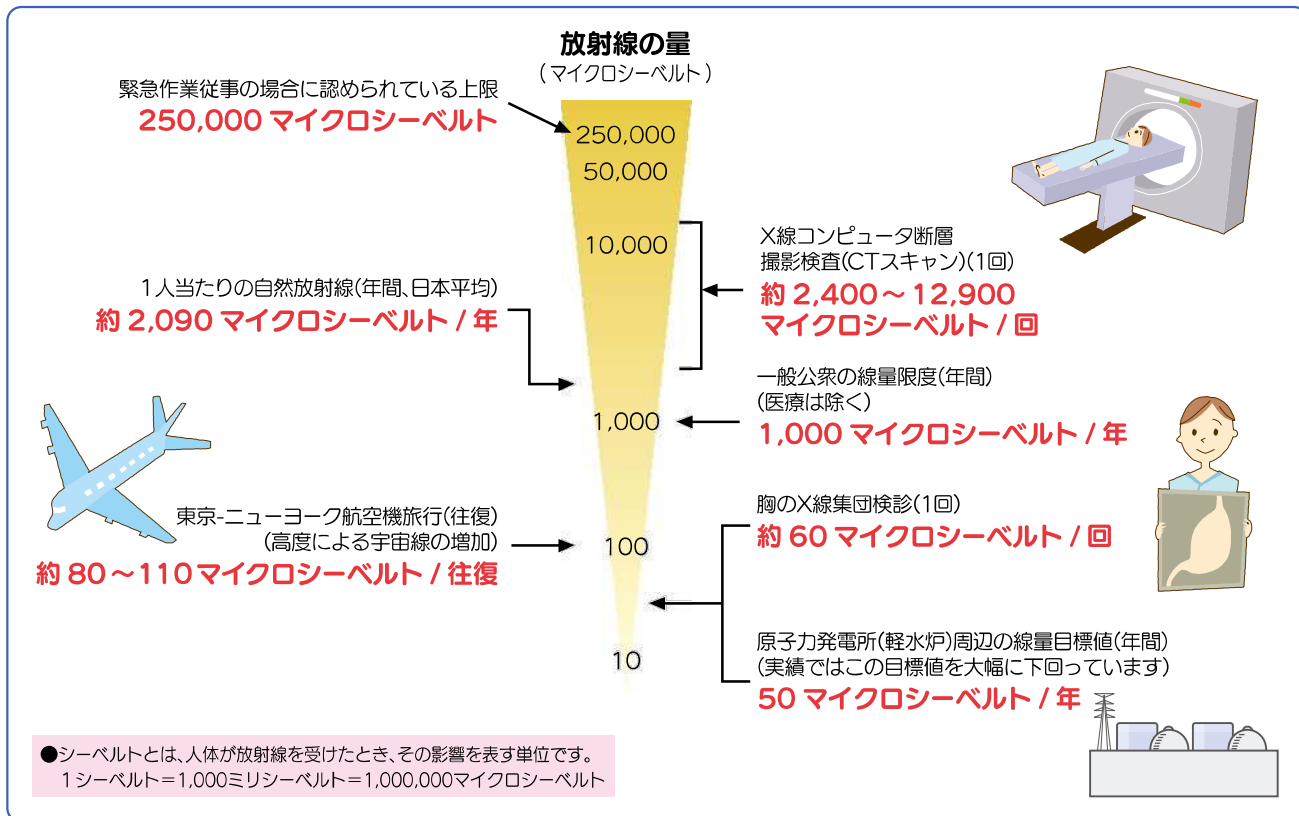 放射線の量
(マイクロシーベルト)
緊急作業従事の場合に認められている上限
250,000 マイクロシーベルト
250,000
50,000
10,000
1,000
100
10
1人当たりの自然放射線(年間、日本平均)
約 2,090 マイクロシーベルト / 年
東京-ニューヨーク航空機旅行(往復)
(高度による宇宙線の増加)
約 80～110マイクロシーベルト / 往復
X線コンピュータ断層
撮影検査(CTスキャン)(1回)
約 2,400～12,900
マイクロシーベルト / 回
一般公衆の線量限度(年間)
(医療は除く)
1,000 マイクロシーベルト / 年
胸のX線集団検診(1回)
約 60 マイクロシーベルト / 回
原子力発電所(軽水炉)周辺の線量目標値(年間)
(実績ではこの目標値を大幅に下回っています)
50 マイクロシーベルト / 年
●シーベルトとは、人体が放射線を受けたとき、その影響を表す単位です。
1シーベルト=1,000ミリシーベルト=1,000,000マイクロシーベルト